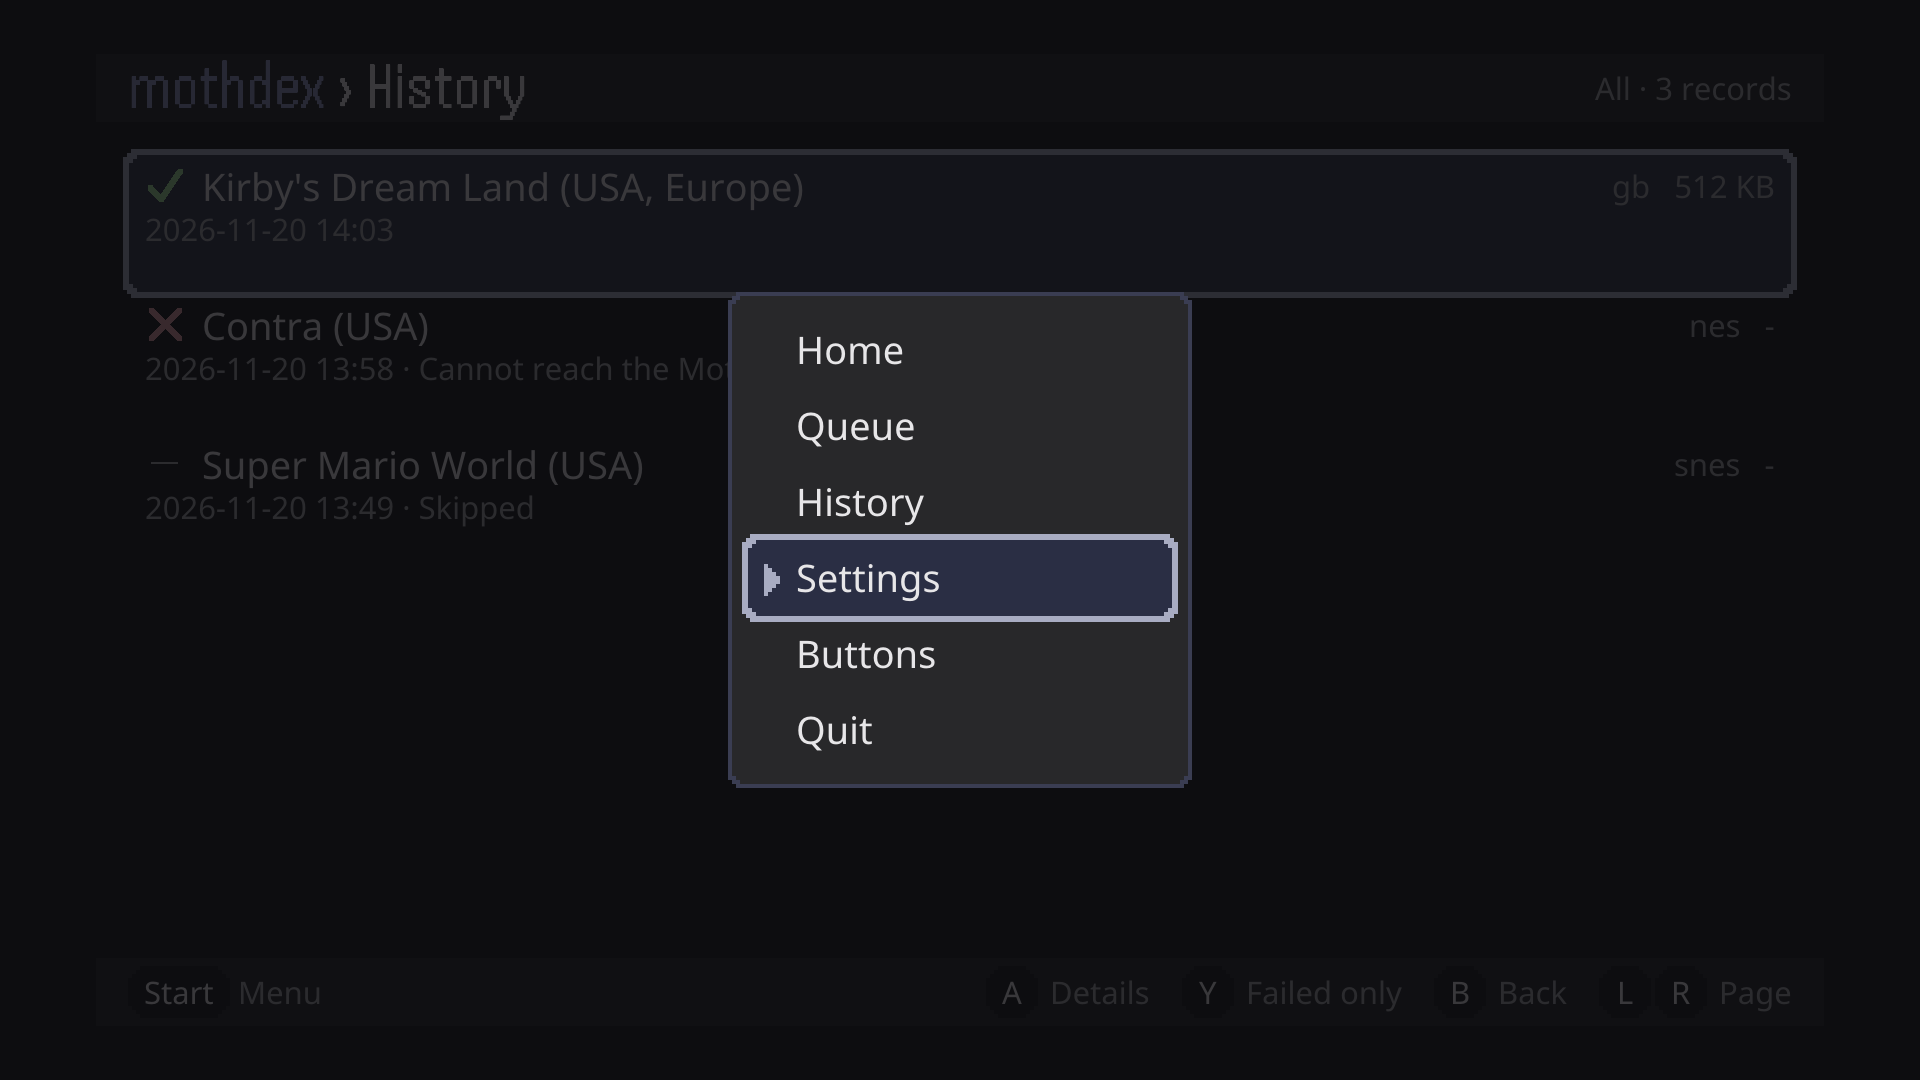 mothdex › History
All · 3 records
Kirby's Dream Land (USA, Europe)
gb 512 KB
2026-11-20 14:03
Contra (USA)
nes -
2026-11-20 13:58 · Cannot reach the
Super Mario World (USA)
snes -
2026-11-20 13:49 · Skipped
Home
Queue
History
Settings
Buttons
Quit
Start Menu
A Details Y Failed only B Back L R Page